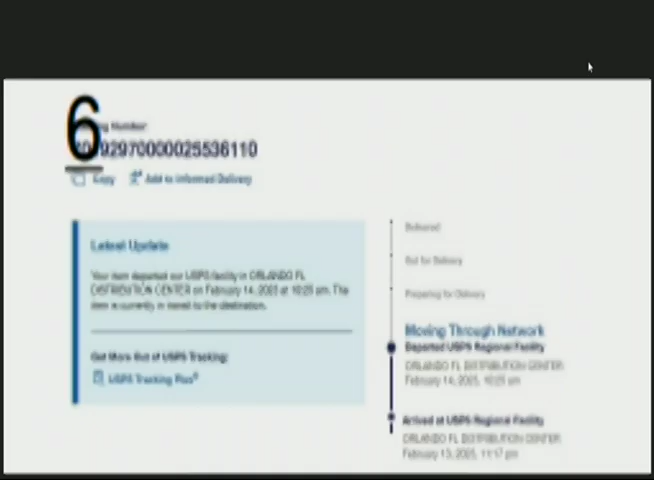 6
Number
929700000025536110
Copy Add to Informed Delivery
Latest Update
Your item departed our USPS facility in ORLANDO FL
DISTRIBUTION CENTER on February 14, 2025 at 10:25 pm. The
item is currently in transit to the destination.
Get More Out of USPS Tracking:
USPS Tracking Plus®
Delivered
Out for Delivery
Preparing for Delivery
Moving Through Network
Departed USPS Regional Facility
ORLANDO FL DISTRIBUTION CENTER
February 14, 2025, 10:25 pm
Arrived at USPS Regional Facility
ORLANDO FL DISTRIBUTION CENTER
February 13, 2025, 11:17 pm